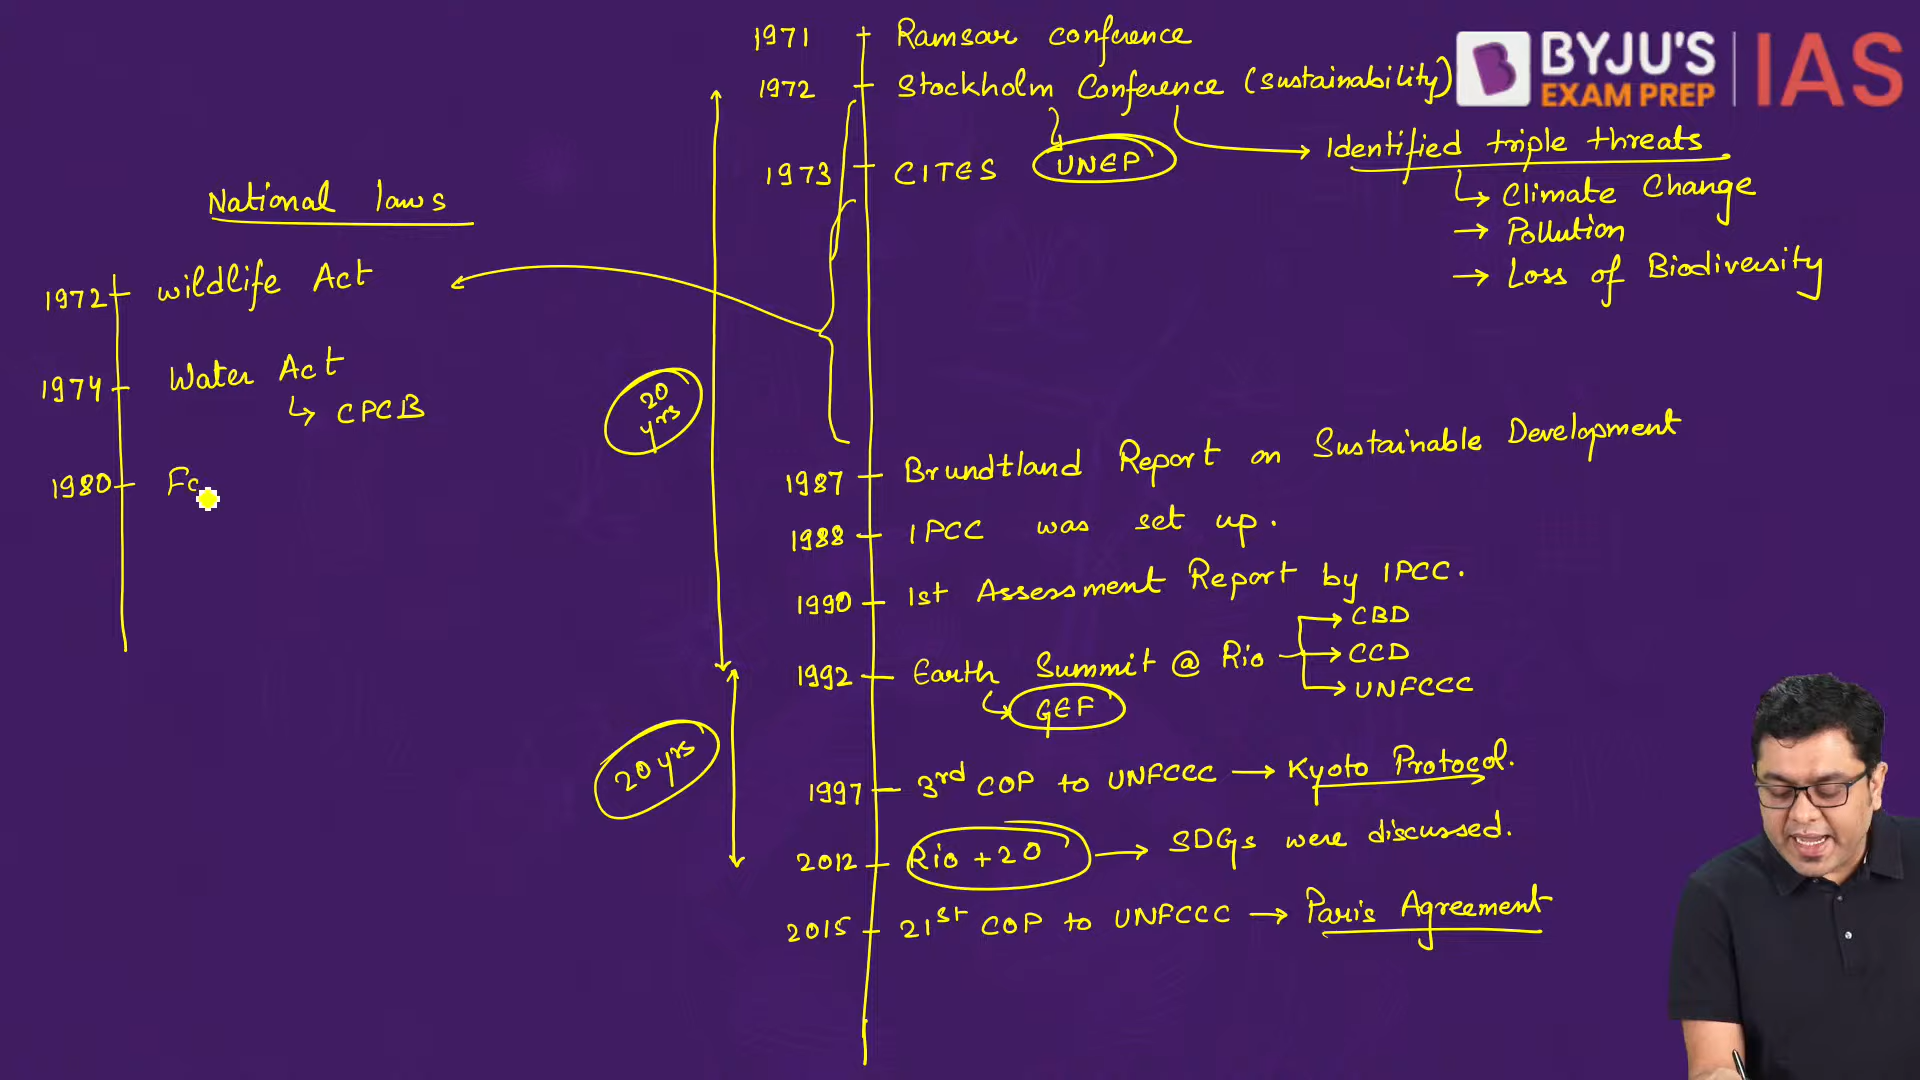 1971 Ramsar conference
1972 Stockholm Conference (sustainability)
BYJU'S
EXAM PREP
IAS
Identified triple threats
1973 CITES UNEP
Climate Change
Pollution
Loss of Biodiversity
National laws
1972 wildlife Act
1974 Water Act
CPCB
1980 Fo
20 yrs
1987 Brundtland Report on Sustainable Development
1988 IPCC was set up.
1990 1st Assessment Report by IPCC.
1992 Earth Summit @ Rio
CBD
CCD
UNFCCC
GEF
20 yrs
1997 3rd COP to UNFCCC → Kyoto Protocol.
2012 Rio +20 → SDGs were discussed.
2015 21st COP to UNFCCC → Paris Agreement